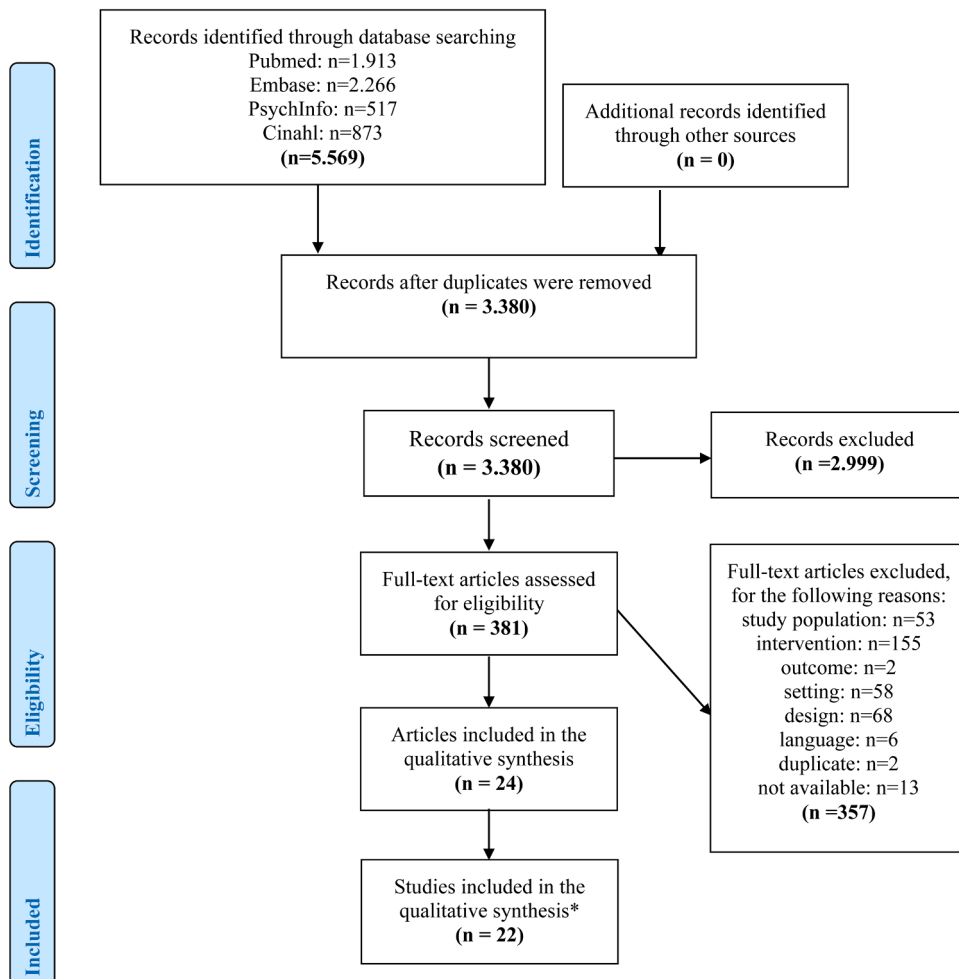 Records identified through database searching
Pubmed: n=1.913
Embase: n=2.266
PsychInfo: n=517
Cinahl: n=873
(n=5.569)
Additional records identified
through other sources
(n = 0)
Identification
Records after duplicates were removed
(n = 3.380)
Screening
Records screened
(n = 3.380)
Records excluded
(n =2.999)
Eligibility
Full-text articles assessed
for eligibility
(n = 381)
Full-text articles excluded,
for the following reasons:
study population: n=53
intervention: n=155
outcome: n=2
setting: n=58
design: n=68
language: n=6
duplicate: n=2
not available: n=13
(n =357)
Articles included in the
qualitative synthesis
(n = 24)
Included
Studies included in the
qualitative synthesis*
(n = 22)